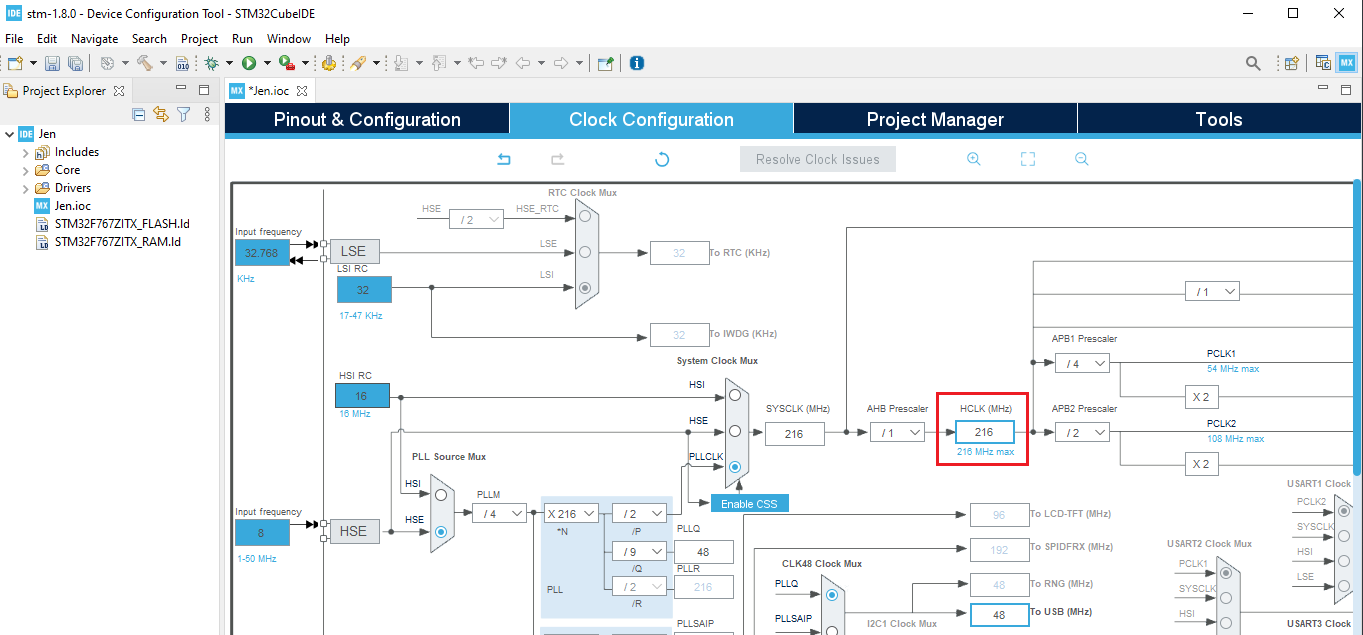 IDE stm-1.8.0 - Device Configuration Tool - STM32CubeIDE
File Edit Navigate Search Project Run Window Help
010
MX
Project Explorer
MX *Jen.ioc
IDE Jen
Includes
Core
Drivers
MX Jen.ioc
STM32F767ZITX_FLASH.ld
STM32F767ZITX_RAM.ld
Pinout & Configuration Clock Configuration Project Manager Tools
Resolve Clock Issues
RTC Clock Mux
HSE / 2 HSE_RTC
Input frequency
32.768
KHz
LSE
LSE
32 To RTC (KHz)
LSI RC
32
LSI
17-47 KHz
32 To IWDG (KHz)
/ 1
System Clock Mux
APB1 Prescaler
/ 4
PCLK1
54 MHz max
X 2
HSI RC
16
16 MHz
HSI
HSE
SYSCLK (MHz)
216
AHB Prescaler
/ 1
HCLK (MHz)
216
216 MHz max
APB2 Prescaler
/ 2
PCLK2
108 MHz max
X 2
PLLCLK
Enable CSS
PLL Source Mux
HSI
HSE
PLLM
/ 4
Input frequency
8
1-50 MHz
HSE
X 216
*N
/ 2
/P
PLLQ
/ 9
48
/Q
PLLR
/ 2
216
/R
PLL
PLLSAIP
CLK48 Clock Mux
PLLQ
PLLSAIP
96 To LCD-TFT (MHz)
192 To SPIDFRX (MHz)
48 To RNG (MHz)
48 To USB (MHz)
I2C1 Clock Mux
USART1 Clock
PCLK2
SYSCLK
HSI
LSE
USART2 Clock Mux
PCLK1
SYSCLK
HSI
USART3 Clock